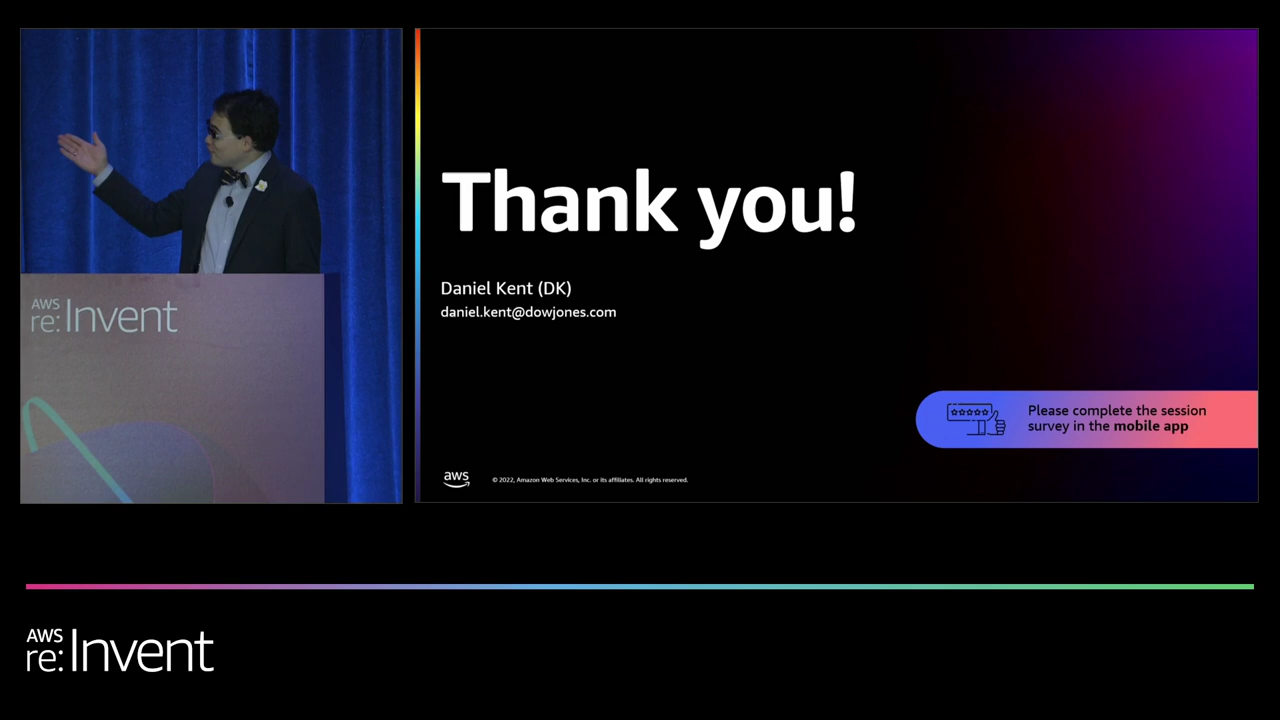 AWS
re:Invent
Thank you!
Daniel Kent (DK)
daniel.kent@dowjones.com
Please complete the session
survey in the mobile app
aws
© 2022, Amazon Web Services, Inc. or its affiliates. All rights reserved.
AWS
re:Invent